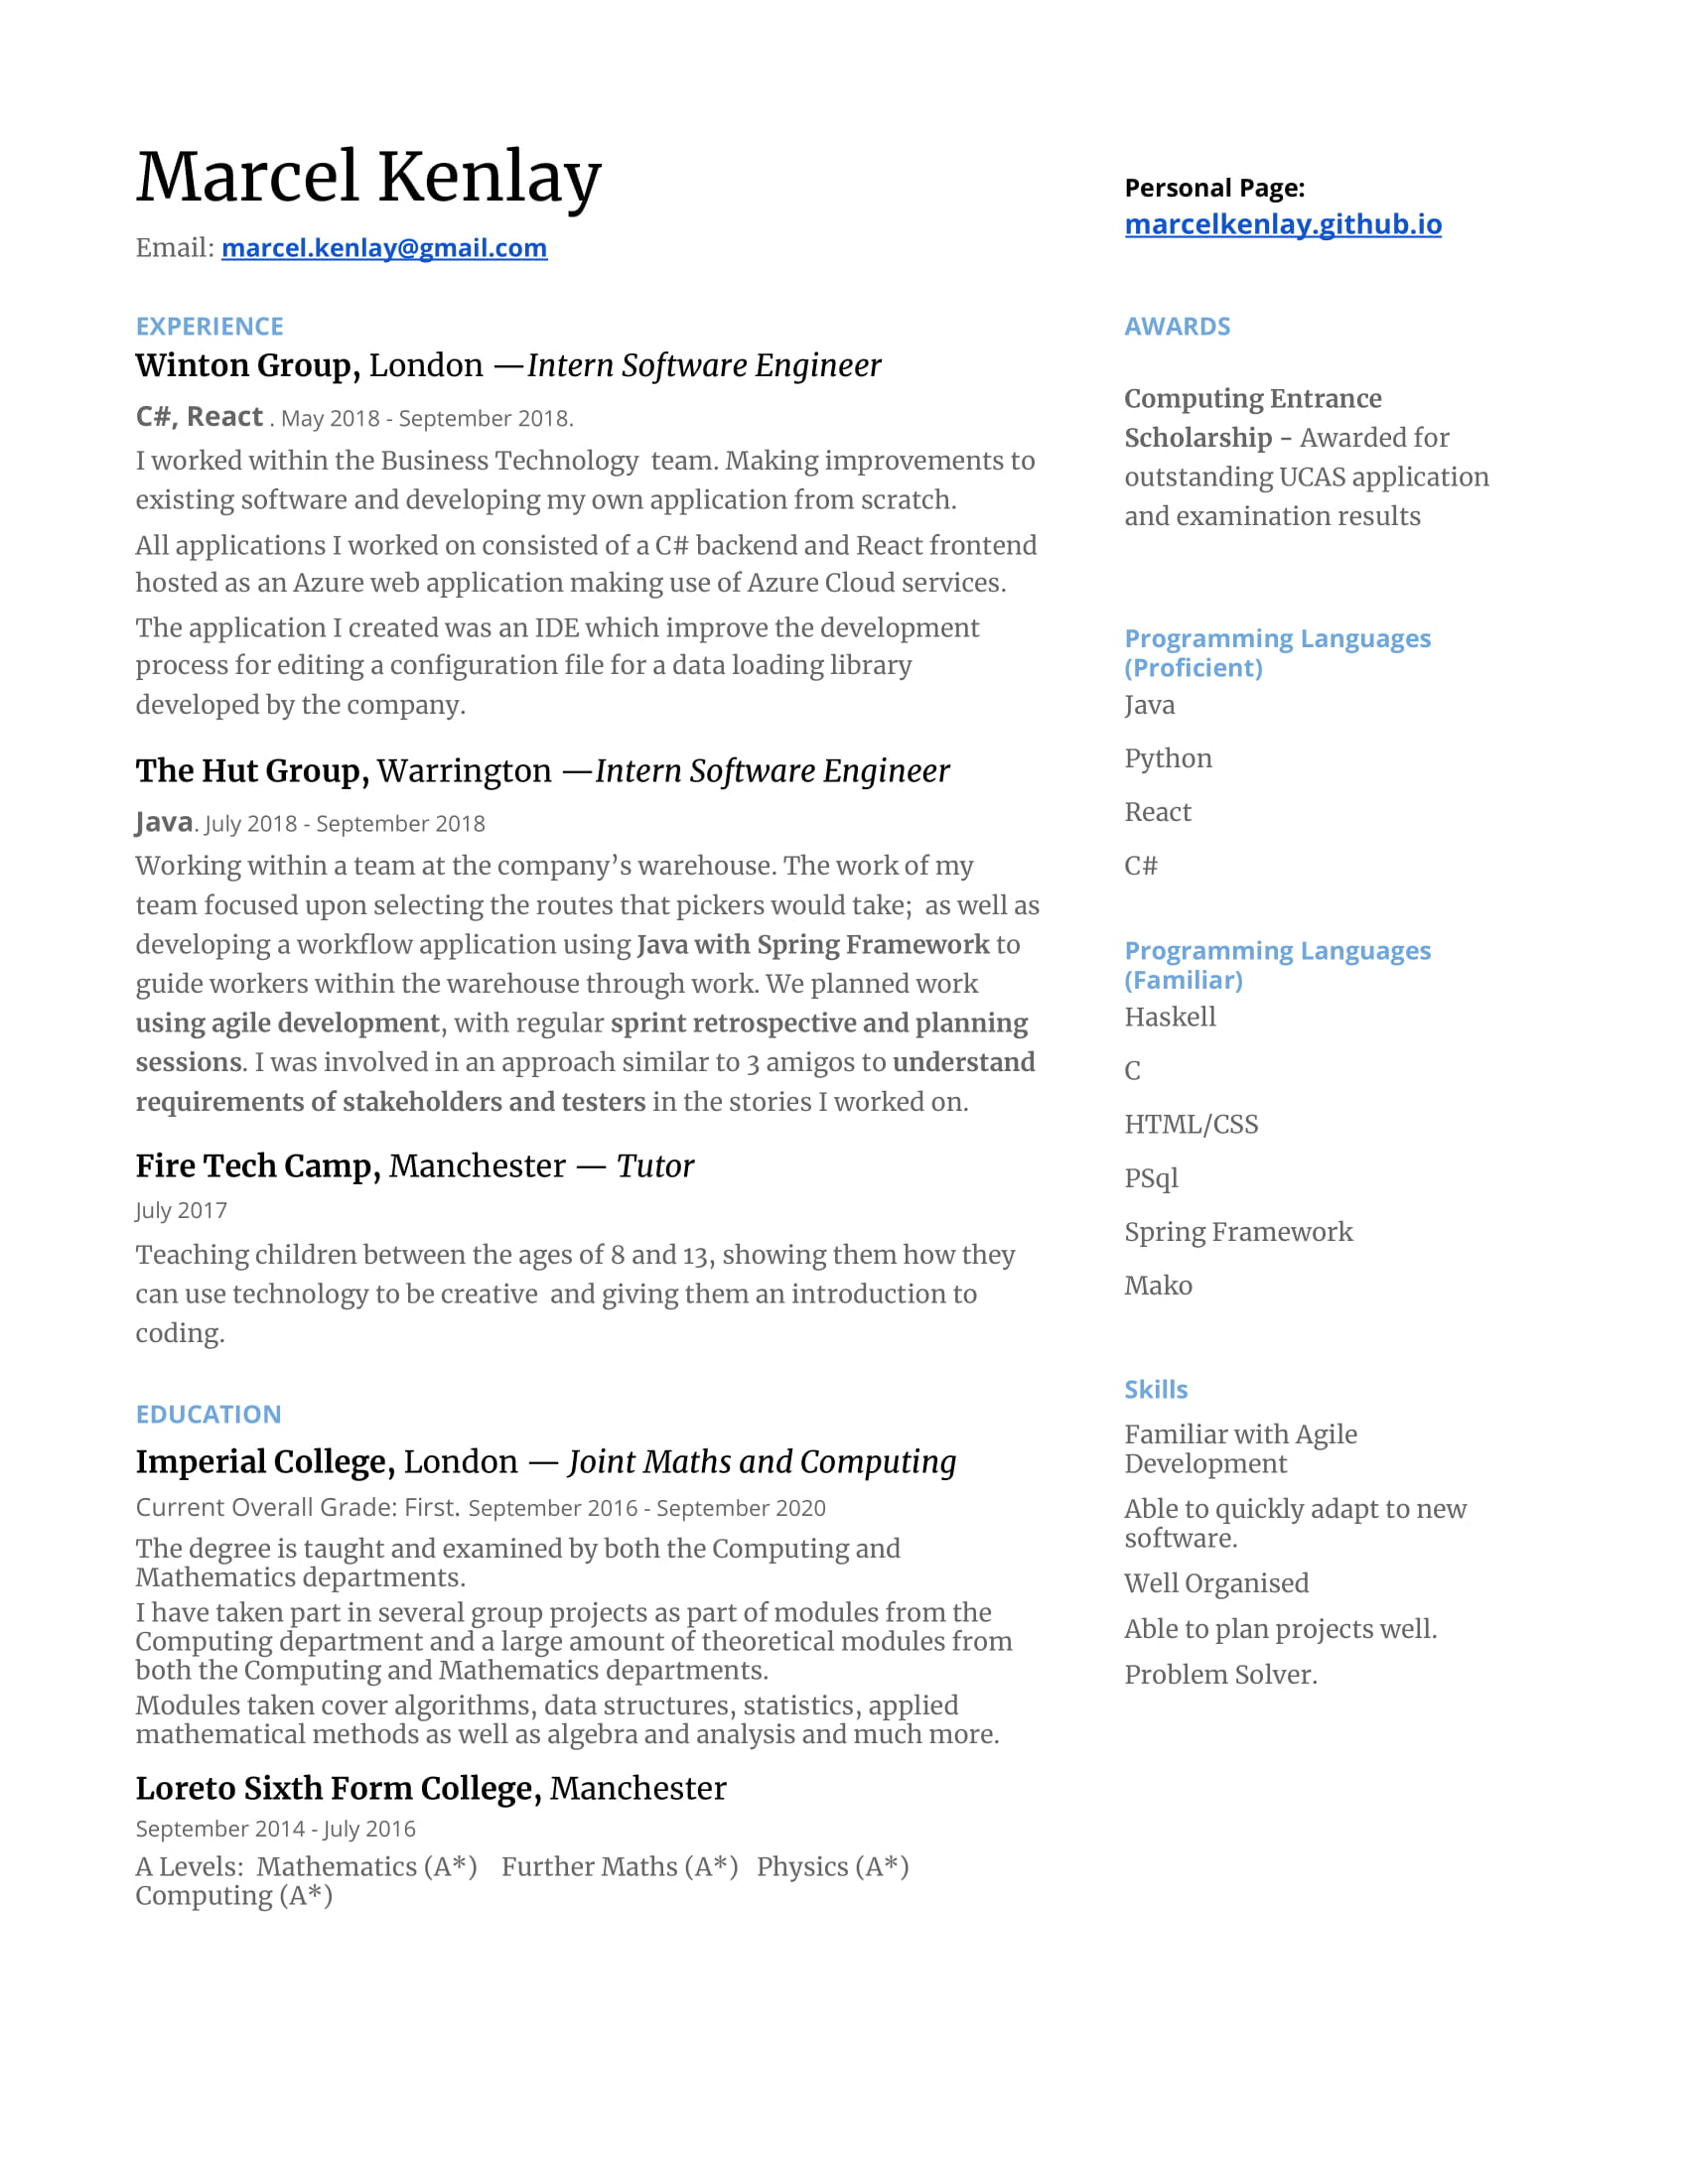 Marcel Kenlay
Email: marcel.kenlay@gmail.com
EXPERIENCE
Winton Group, London —Intern Software Engineer
C#, React . May 2018 - September 2018.
I worked within the Business Technology  team. Making improvements to
existing software and developing my own application from scratch.
All applications I worked on consisted of a C# backend and React frontend
hosted as an Azure web application making use of Azure Cloud services.
The application I created was an IDE which improve the development
process for editing a configuration file for a data loading library
developed by the company.
The Hut Group, Warrington —Intern Software Engineer
Java. July 2018 - September 2018
Working within a team at the company’s warehouse. The work of my
team focused upon selecting the routes that pickers would take;  as well as
developing a workflow application using Java with Spring Framework to
guide workers within the warehouse through work. We planned work
using agile development, with regular sprint retrospective and planning
sessions. I was involved in an approach similar to 3 amigos to understand
requirements of stakeholders and testers in the stories I worked on.
Fire Tech Camp, Manchester — Tutor
July 2017
Teaching children between the ages of 8 and 13, showing them how they
can use technology to be creative  and giving them an introduction to
coding.
EDUCATION
Imperial College, London — Joint Maths and Computing
Current Overall Grade: First. September 2016 - September 2020
The degree is taught and examined by both the Computing and
Mathematics departments.
I have taken part in several group projects as part of modules from the
Computing department and a large amount of theoretical modules from
both the Computing and Mathematics departments.
Modules taken cover algorithms, data structures, statistics, applied
mathematical methods as well as algebra and analysis and much more.
Loreto Sixth Form College, Manchester
September 2014 - July 2016
A Levels:  Mathematics (A*)    Further Maths (A*)   Physics (A*)
Computing (A*)
Personal Page:
marcelkenlay.github.io
AWARDS
Computing Entrance
Scholarship - Awarded for
outstanding UCAS application
and examination results
Programming Languages
(Proficient)
Java
Python
React
C#
Programming Languages
(Familiar)
Haskell
C
HTML/CSS
PSql
Spring Framework
Mako
Skills
Familiar with Agile
Development
Able to quickly adapt to new
software.
Well Organised
Able to plan projects well.
Problem Solver.